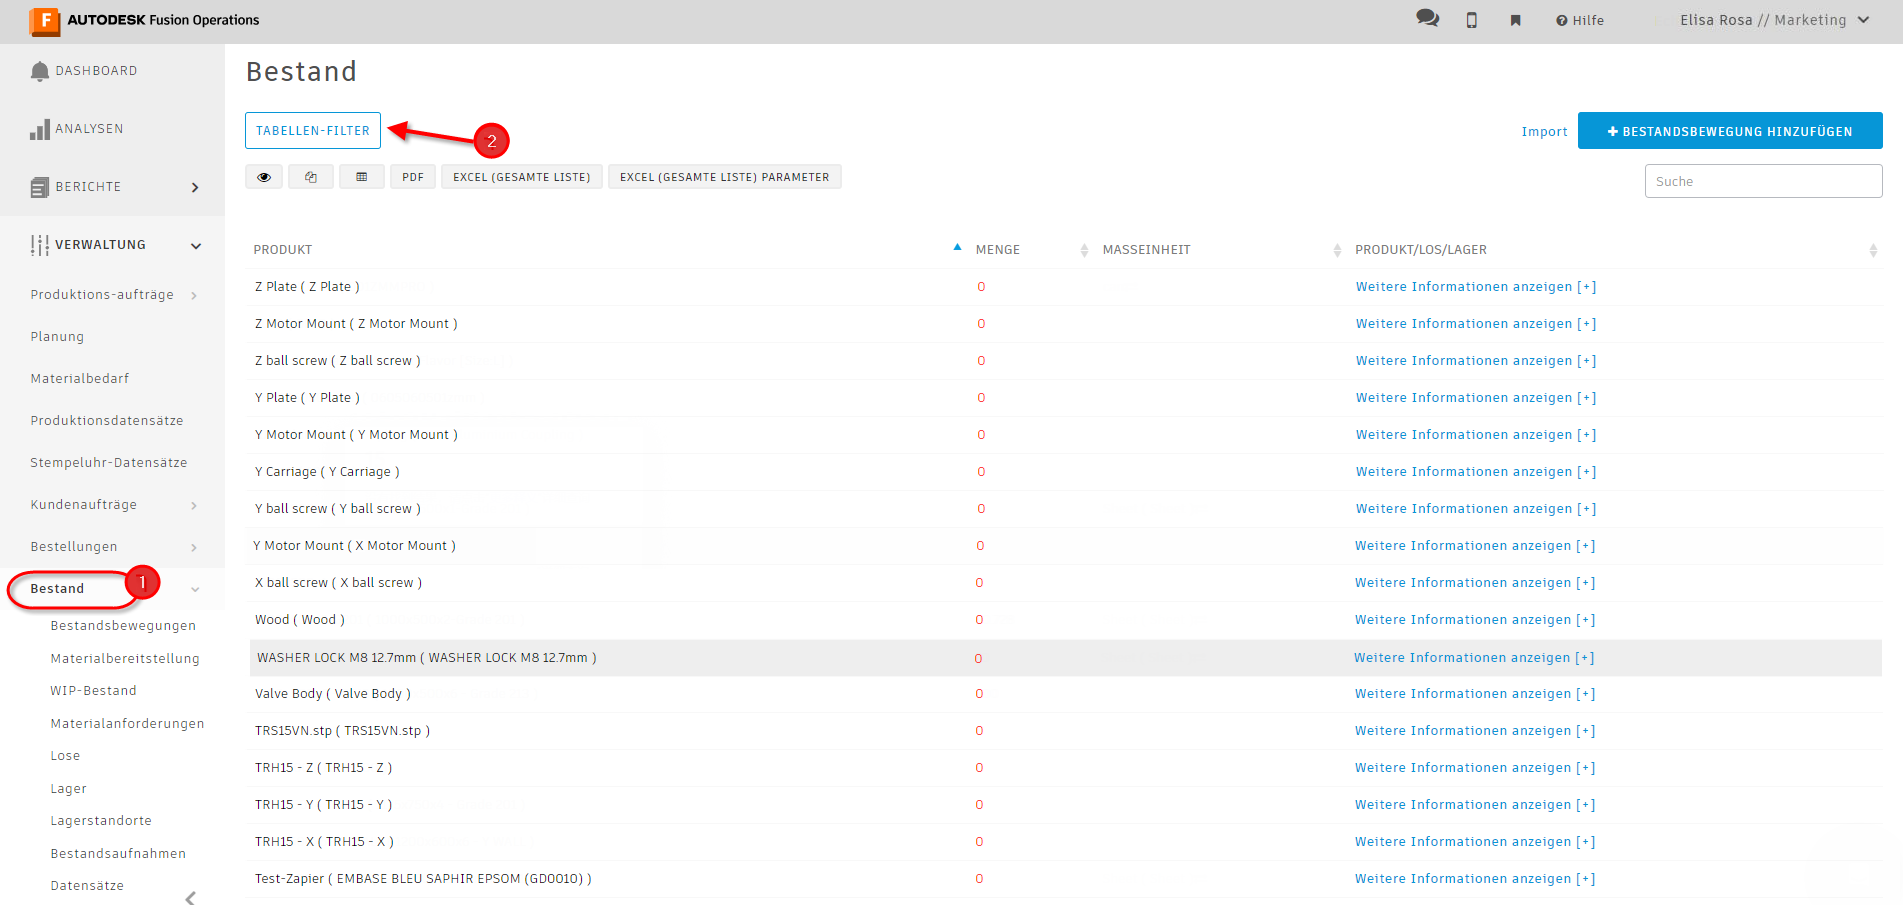 F AUTODESK Fusion Operations
Hilfe
Elisa Rosa // Marketing
DASHBOARD
ANALYSEN
BERICHTE
VERWALTUNG
Produktions-aufträge
Planung
Materialbedarf
Produktionsdatensätze
Stempeluhr-Datensätze
Kundenaufträge
Bestellungen
Bestand 1
Bestandsbewegungen
Materialbereitstellung
WIP-Bestand
Materialanforderungen
Lose
Lager
Lagerstandorte
Bestandsaufnahmen
Datensätze
Bestand
TABELLEN-FILTER 2
Import + BESTANDSBEWEGUNG HINZUFÜGEN
PDF EXCEL (GESAMTE LISTE) EXCEL (GESAMTE LISTE) PARAMETER
Suche
PRODUKT MENGE MASSEINHEIT PRODUKT/LOS/LAGER
Z Plate ( Z Plate ) 0 Weitere Informationen anzeigen [+]
Z Motor Mount ( Z Motor Mount ) 0 Weitere Informationen anzeigen [+]
Z ball screw ( Z ball screw ) 0 Weitere Informationen anzeigen [+]
Y Plate ( Y Plate ) 0 Weitere Informationen anzeigen [+]
Y Motor Mount ( Y Motor Mount ) 0 Weitere Informationen anzeigen [+]
Y Carriage ( Y Carriage ) 0 Weitere Informationen anzeigen [+]
Y ball screw ( Y ball screw ) 0 Weitere Informationen anzeigen [+]
Y Motor Mount ( X Motor Mount ) 0 Weitere Informationen anzeigen [+]
X ball screw ( X ball screw ) 0 Weitere Informationen anzeigen [+]
Wood ( Wood ) 0 Weitere Informationen anzeigen [+]
WASHER LOCK M8 12.7mm ( WASHER LOCK M8 12.7mm ) 0 Weitere Informationen anzeigen [+]
Valve Body ( Valve Body ) 0 Weitere Informationen anzeigen [+]
TRS15VN.stp ( TRS15VN.stp ) 0 Weitere Informationen anzeigen [+]
TRH15 - Z ( TRH15 - Z ) 0 Weitere Informationen anzeigen [+]
TRH15 - Y ( TRH15 - Y ) 0 Weitere Informationen anzeigen [+]
TRH15 - X ( TRH15 - X ) 0 Weitere Informationen anzeigen [+]
Test-Zapier ( EMBASE BLEU SAPHIR EPSOM (GD0010) ) 0 Weitere Informationen anzeigen [+]